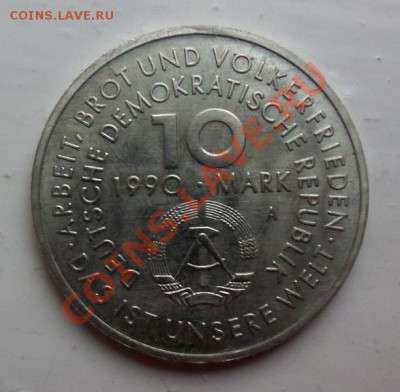 COINS.LAVE.RU
ARBEIT, BROT UND VÖLKERFRIEDEN · DAS IST UNSERE WELT ·
DEUTSCHE DEMOKRATISCHE REPUBLIK
10
1990 · MARK
A
COINS.LAVE.RU